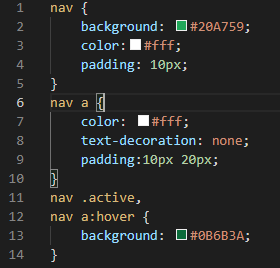 1 nav {
2     background: #20A759;
3     color:#fff;
4     padding: 10px;
5 }
6 nav a {
7     color: #fff;
8     text-decoration: none;
9     padding:10px 20px;
10 }
11 nav .active,
12 nav a:hover {
13     background: #0B6B3A;
14 }